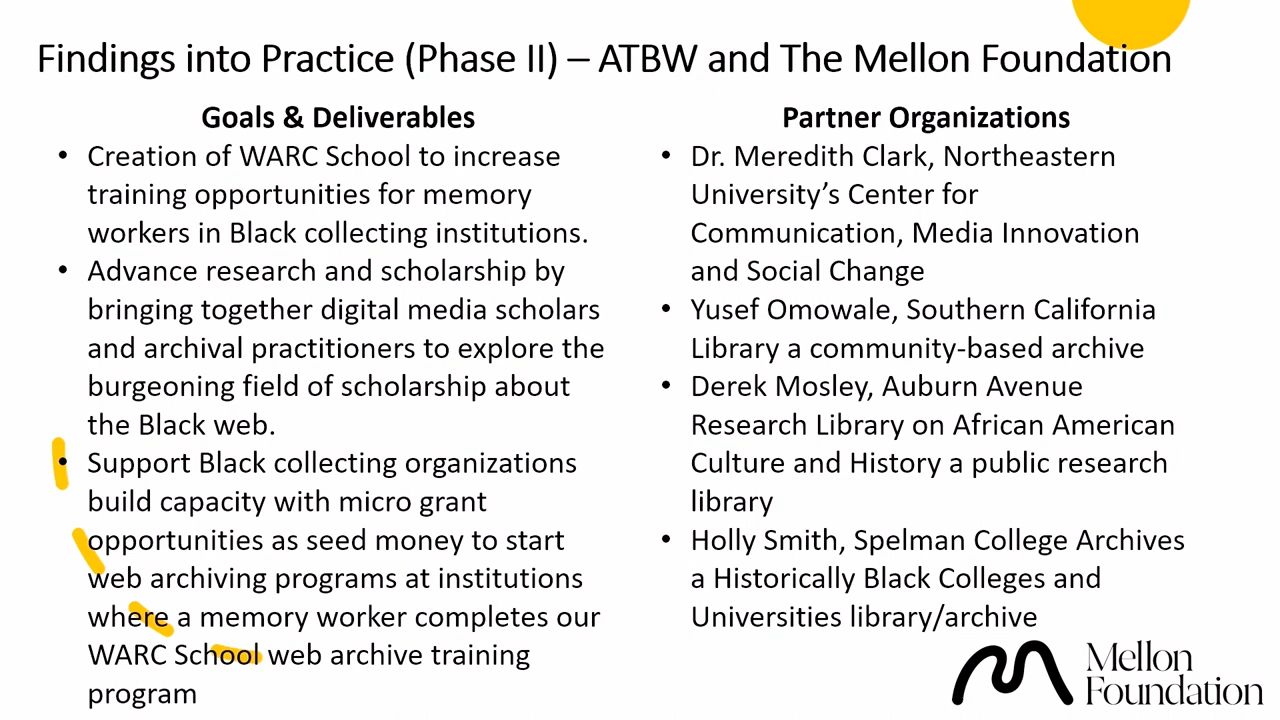 Findings into Practice (Phase II) – ATBW and The Mellon Foundation
Goals & Deliverables
• Creation of WARC School to increase
training opportunities for memory
workers in Black collecting institutions.
• Advance research and scholarship by
bringing together digital media scholars
and archival practitioners to explore the
burgeoning field of scholarship about
the Black web.
• Support Black collecting organizations
build capacity with micro grant
opportunities as seed money to start
web archiving programs at institutions
where a memory worker completes our
WARC School web archive training
program
Partner Organizations
• Dr. Meredith Clark, Northeastern
University’s Center for
Communication, Media Innovation
and Social Change
• Yusef Omowale, Southern California
Library a community-based archive
• Derek Mosley, Auburn Avenue
Research Library on African American
Culture and History a public research
library
• Holly Smith, Spelman College Archives
a Historically Black Colleges and
Universities library/archive
Mellon
Foundation